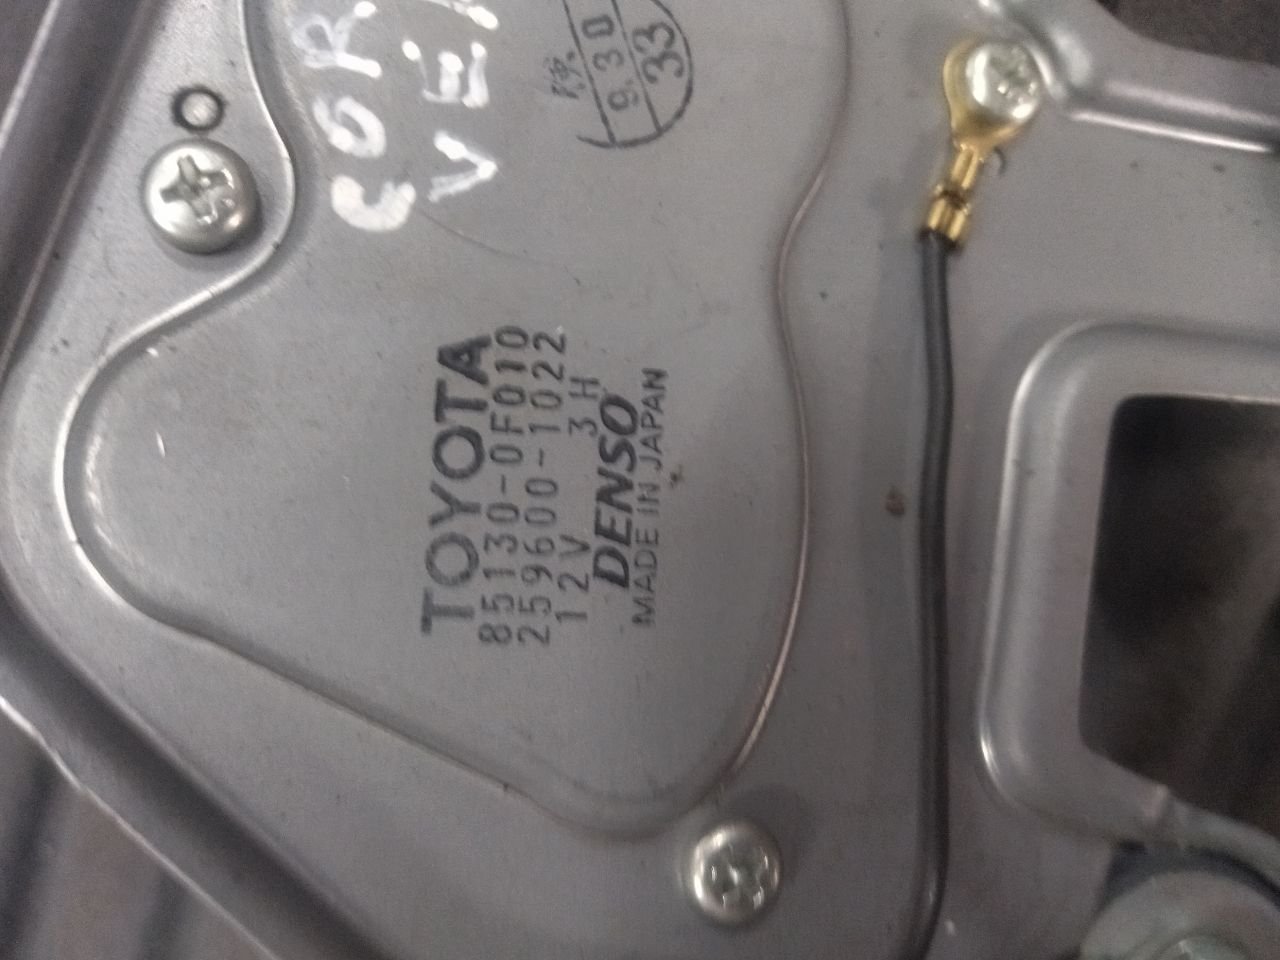 COR
VE
9.30
33
TOYOTA
85130-0F010
259600-1022
12V 3H
DENSO
MADE IN JAPAN